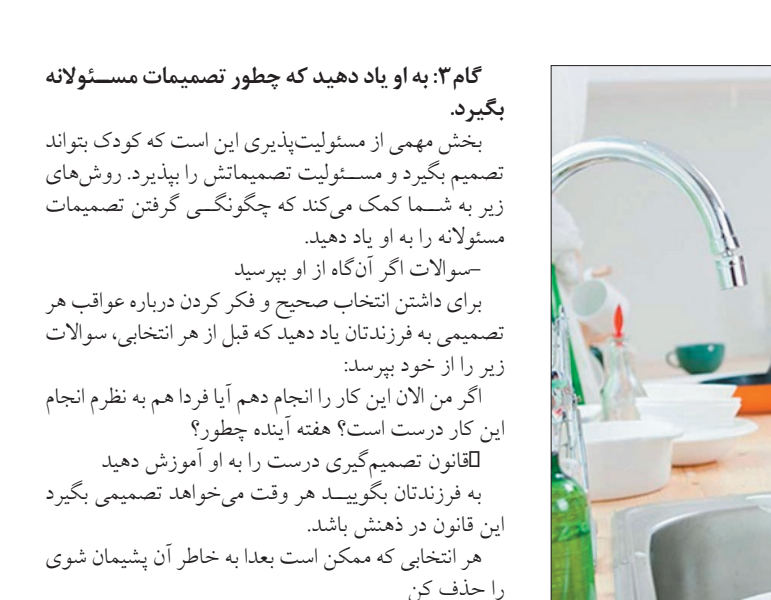 گام۳: به او یاد دهید که چطور تصمیمات مسئولانه
بگیرد.
بخش مهمی از مسئولیت‌پذیری این است که کودک بتواند
تصمیم بگیرد و مسئولیت تصمیماتش را بپذیرد. روش‌های
زیر به شما کمک می‌کند که چگونگی گرفتن تصمیمات
مسئولانه را به او یاد دهید.
–سوالات اگر آن‌گاه از او بپرسید
برای داشتن انتخاب صحیح و فکر کردن درباره عواقب هر
تصمیمی به فرزندتان یاد دهید که قبل از هر انتخابی، سوالات
زیر را از خود بپرسد:
اگر من الان این کار را انجام دهم آیا فردا هم به نظرم انجام
این کار درست است؟ هفته آینده چطور؟
قانون تصمیم‌گیری درست را به او آموزش دهید
به فرزندتان بگویید هر وقت می‌خواهد تصمیمی بگیرد
این قانون در ذهنش باشد.
هر انتخابی که ممکن است بعدا به خاطر آن پشیمان شوی
را حذف کن